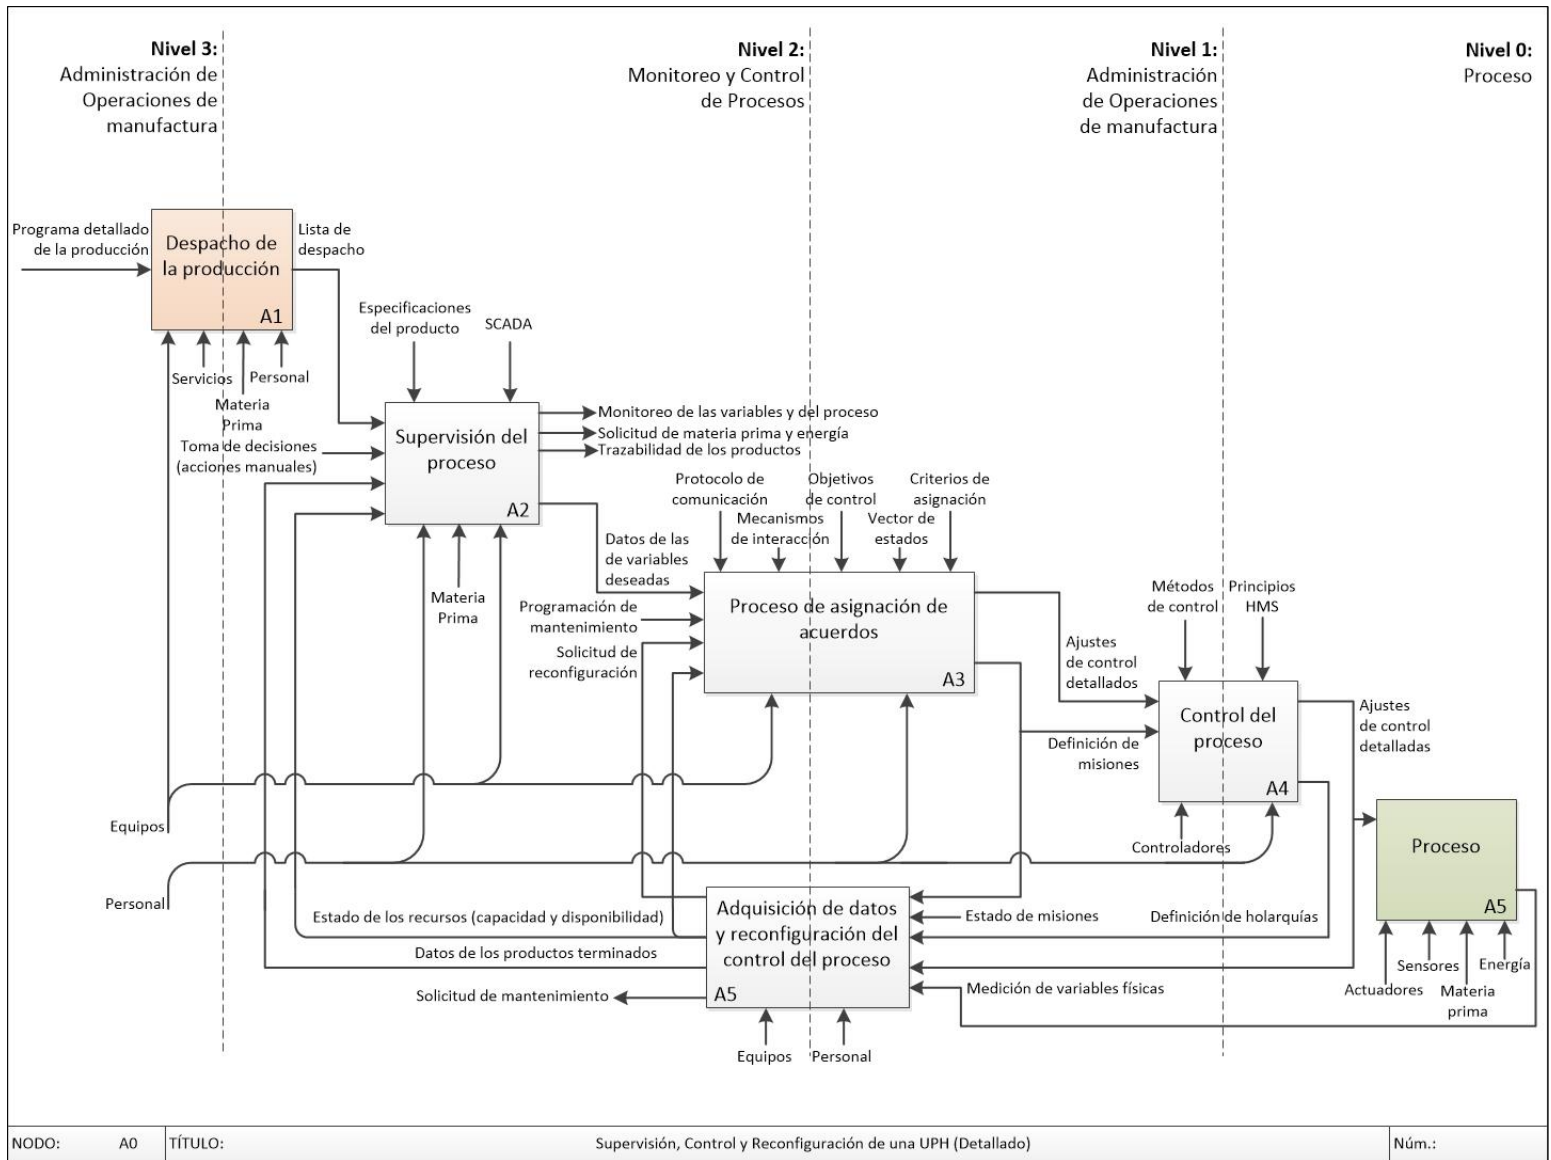 Nivel 3:
Administración de
Operaciones de
manufactura
Nivel 2:
Monitoreo y Control
de Procesos
Nivel 1:
Administración
de Operaciones
de manufactura
Nivel 0:
Proceso
Programa detallado
de la producción
Despacho de
la producción
A1
Lista de
despacho
Servicios
Personal
Materia
Prima
Especificaciones
del producto
SCADA
Toma de decisiones
(acciones manuales)
Supervisión del
proceso
A2
Monitoreo de las variables y del proceso
Solicitud de materia prima y energía
Trazabilidad de los productos
Materia
Prima
Datos de las
de variables
deseadas
Programación de
mantenimiento
Solicitud de
reconfiguración
Protocolo de
comunicación
Mecanismos
de interacción
Objetivos
de control
Vector de
estados
Criterios de
asignación
Proceso de asignación de
acuerdos
A3
Ajustes
de control
detallados
Definición de
misiones
Métodos
de control
Principios
HMS
Control del
proceso
A4
Controladores
Ajustes
de control
detalladas
Proceso
A5
Actuadores
Sensores
Materia
prima
Energía
Equipos
Personal
Estado de los recursos (capacidad y disponibilidad)
Datos de los productos terminados
Solicitud de mantenimiento
Adquisición de datos
y reconfiguración del
control del proceso
A5
Estado de misiones
Definición de holarquías
Medición de variables físicas
Equipos
Personal
NODO:
A0
TÍTULO:
Supervisión, Control y Reconfiguración de una UPH (Detallado)
Núm.: